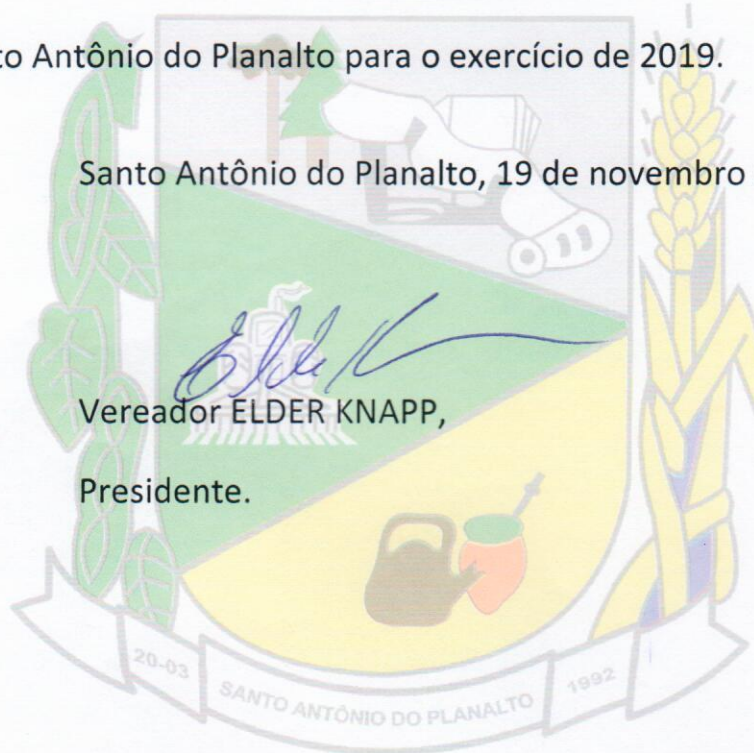 to Antônio do Planalto para o exercício de 2019.
Santo Antônio do Planalto, 19 de novembro
Vereador ELDER KNAPP,
Presidente.
20-03 SANTO ANTÔNIO DO PLANALTO 1992